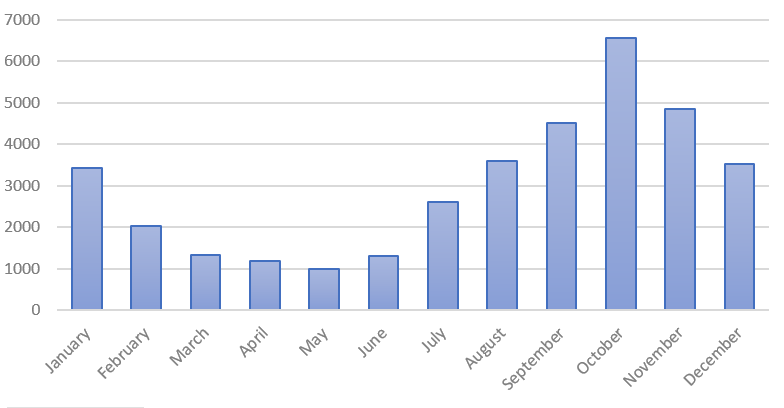 7000
6000
5000
4000
3000
2000
1000
0
January
February
March
April
May
June
July
August
September
October
November
December